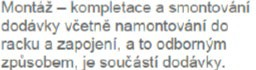 Montáž – kompletace a smontování
dodávky včetně namontování do
racku a zapojení, a to odborným
způsobem, je součástí dodávky.